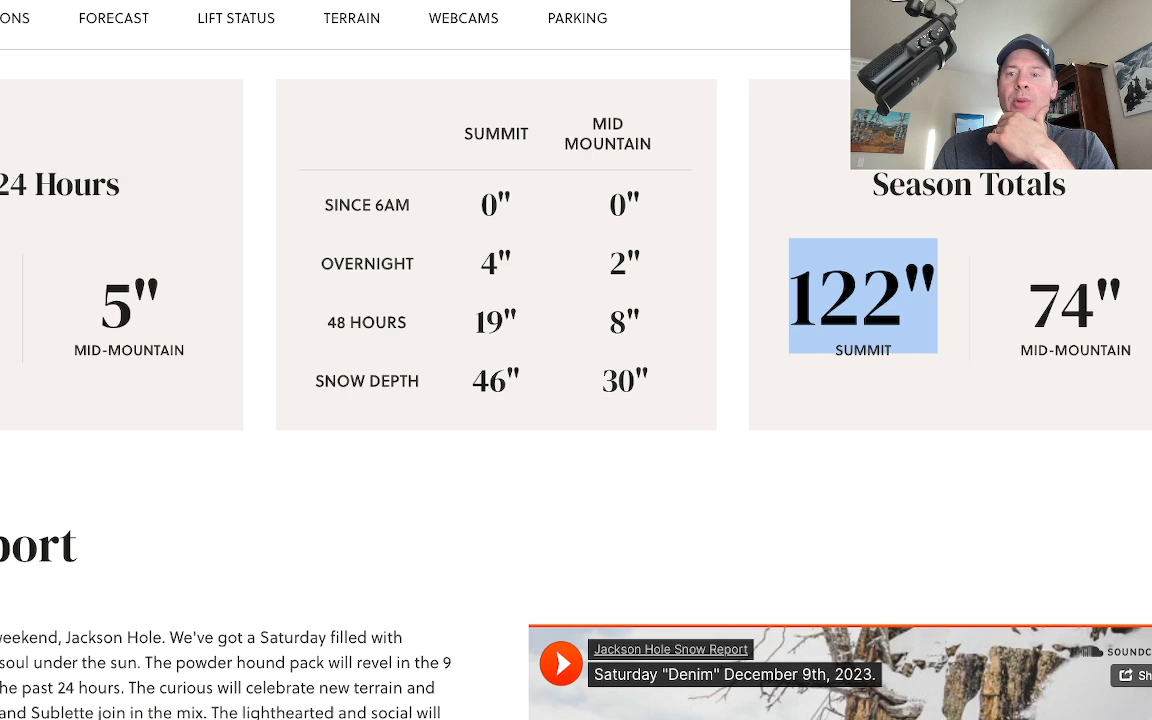 ONS FORECAST LIFT STATUS TERRAIN WEBCAMS PARKING
24 Hours
5"
MID-MOUNTAIN
SUMMIT MID MOUNTAIN
SINCE 6AM 0" 0"
OVERNIGHT 4" 2"
48 HOURS 19" 8"
SNOW DEPTH 46" 30"
Season Totals
122" 74"
SUMMIT MID-MOUNTAIN
port
weekend, Jackson Hole. We've got a Saturday filled with
soul under the sun. The powder hound pack will revel in the 9
he past 24 hours. The curious will celebrate new terrain and
and Sublette join in the mix. The lighthearted and social will
Jackson Hole Snow Report
Saturday "Denim" December 9th, 2023.
SOUNDC
Sh